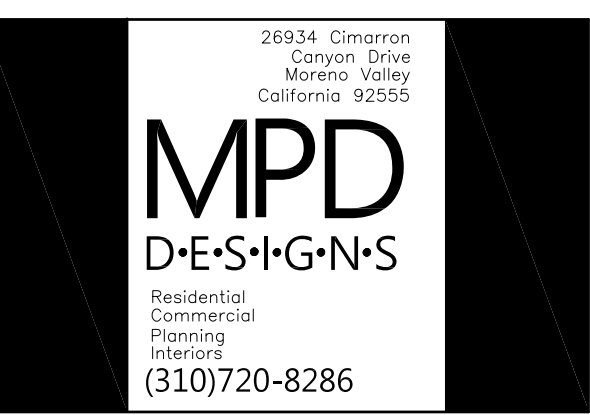 26934 Cimarron
Canyon Drive
Moreno Valley
California 92555
MPD
D•E•S•I•G•N•S
Residential
Commercial
Planning
Interiors
(310)720-8286